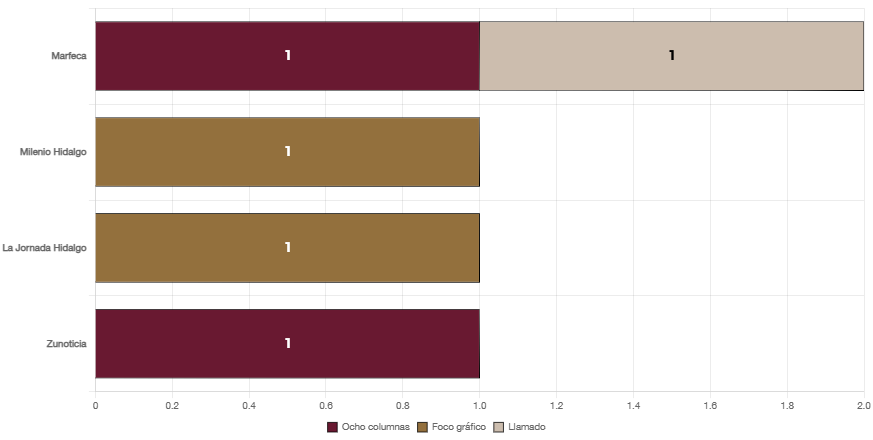 Marfeca
1
1
Milenio Hidalgo
1
La Jornada Hidalgo
1
Zunoticia
1
0 0.2 0.4 0.6 0.8 1.0 1.2 1.4 1.6 1.8 2.0
Ocho columnas Foco gráfico Llamado